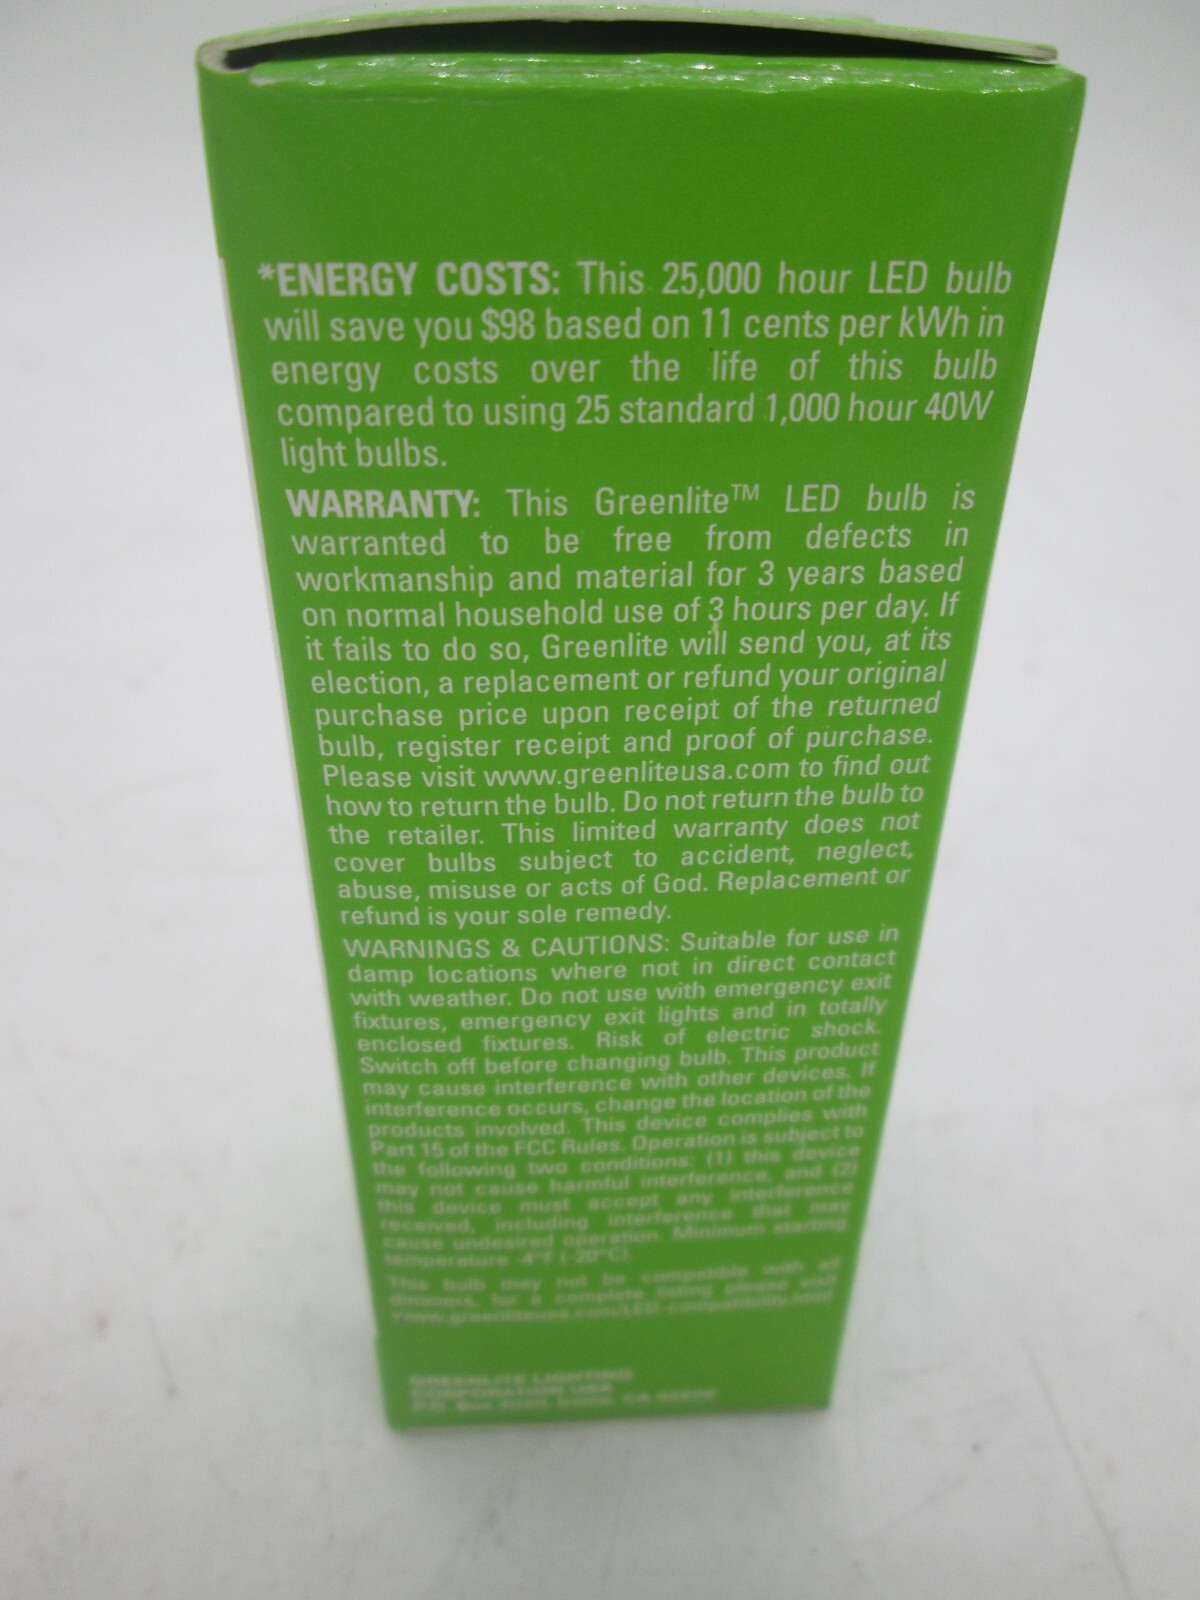 *ENERGY COSTS: This 25,000 hour LED bulb
will save you $98 based on 11 cents per kWh in
energy costs over the life of this bulb
compared to using 25 standard 1,000 hour 40W
light bulbs.
WARRANTY: This Greenlite™ LED bulb is
warranted to be free from defects in
workmanship and material for 3 years based
on normal household use of 3 hours per day. If
it fails to do so, Greenlite will send you, at its
election, a replacement or refund your original
purchase price upon receipt of the returned
bulb, register receipt and proof of purchase.
Please visit www.greenliteusa.com to find out
how to return the bulb. Do not return the bulb to
the retailer. This limited warranty does not
cover bulbs subject to accident, neglect,
abuse, misuse or acts of God. Replacement or
refund is your sole remedy.
WARNINGS & CAUTIONS: Suitable for use in
damp locations where not in direct contact
with weather. Do not use with emergency exit
fixtures, emergency exit lights and in totally
enclosed fixtures. Risk of electric shock.
Switch off before changing bulb. This product
may cause interference with other devices. If
interference occurs, change the location of the
products involved. This device complies with
Part 15 of the FCC Rules. Operation is subject to
the following two conditions: (1) this device
may not cause harmful interference, and (2)
this device must accept any interference
received, including interference that may
cause undesired operation. Minimum starting
temperature -4°F (-20°C).
This bulb may not be compatible with all
dimmers, for a complete listing please visit
www.greenliteusa.com/LED-compatibility.html
GREENLITE LIGHTING
CORPORATION USA
P.O. Box Irvine, CA